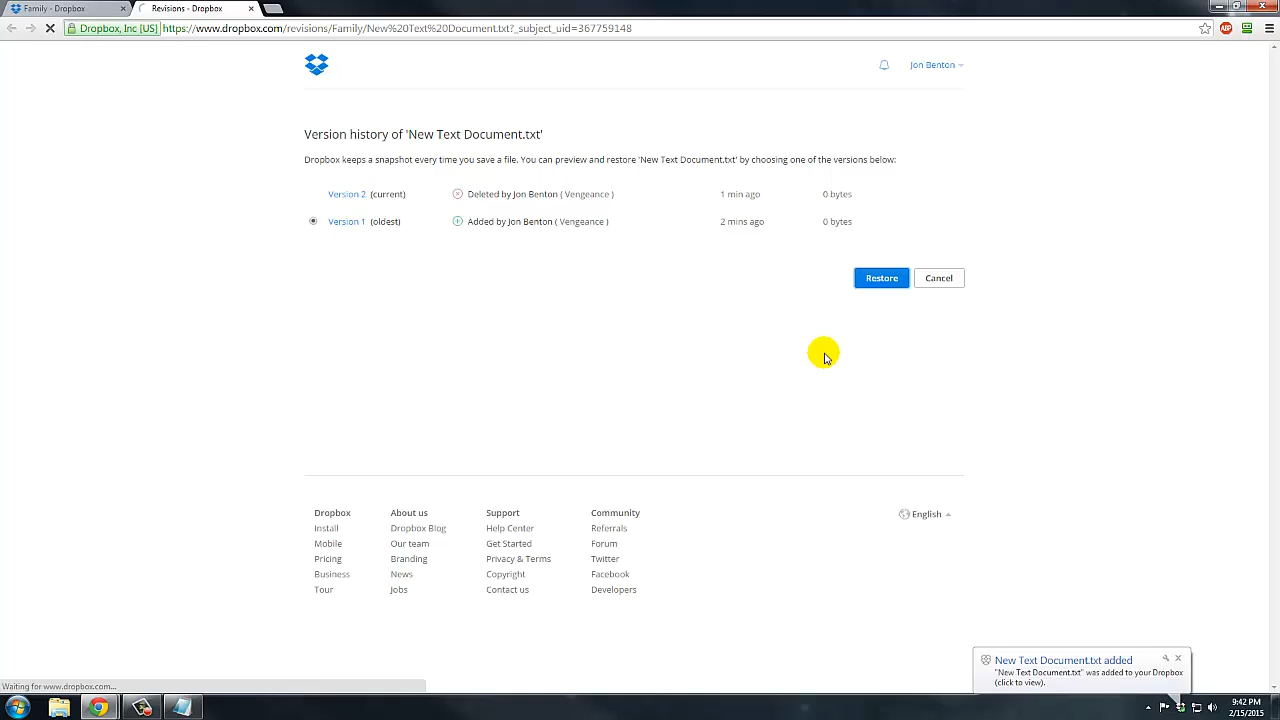 Family - Dropbox
Revisions - Dropbox
Dropbox, Inc [US] https://www.dropbox.com/revisions/Family/New%20Text%20Document.txt?_subject_uid=367759148
ABP
Jon Benton
Version history of 'New Text Document.txt'
Dropbox keeps a snapshot every time you save a file. You can preview and restore 'New Text Document.txt' by choosing one of the versions below:
Version 2 (current) Deleted by Jon Benton ( Vengeance ) 1 min ago 0 bytes
Version 1 (oldest) Added by Jon Benton ( Vengeance ) 2 mins ago 0 bytes
Restore Cancel
Dropbox About us Support Community
English
Install Dropbox Blog Help Center Referrals
Mobile Our team Get Started Forum
Pricing Branding Privacy & Terms Twitter
Business News Copyright Facebook
Tour Jobs Contact us Developers
New Text Document.txt added
"New Text Document.txt" was added to your Dropbox
(click to view).
Waiting for www.dropbox.com...
9:42 PM
2/15/2015